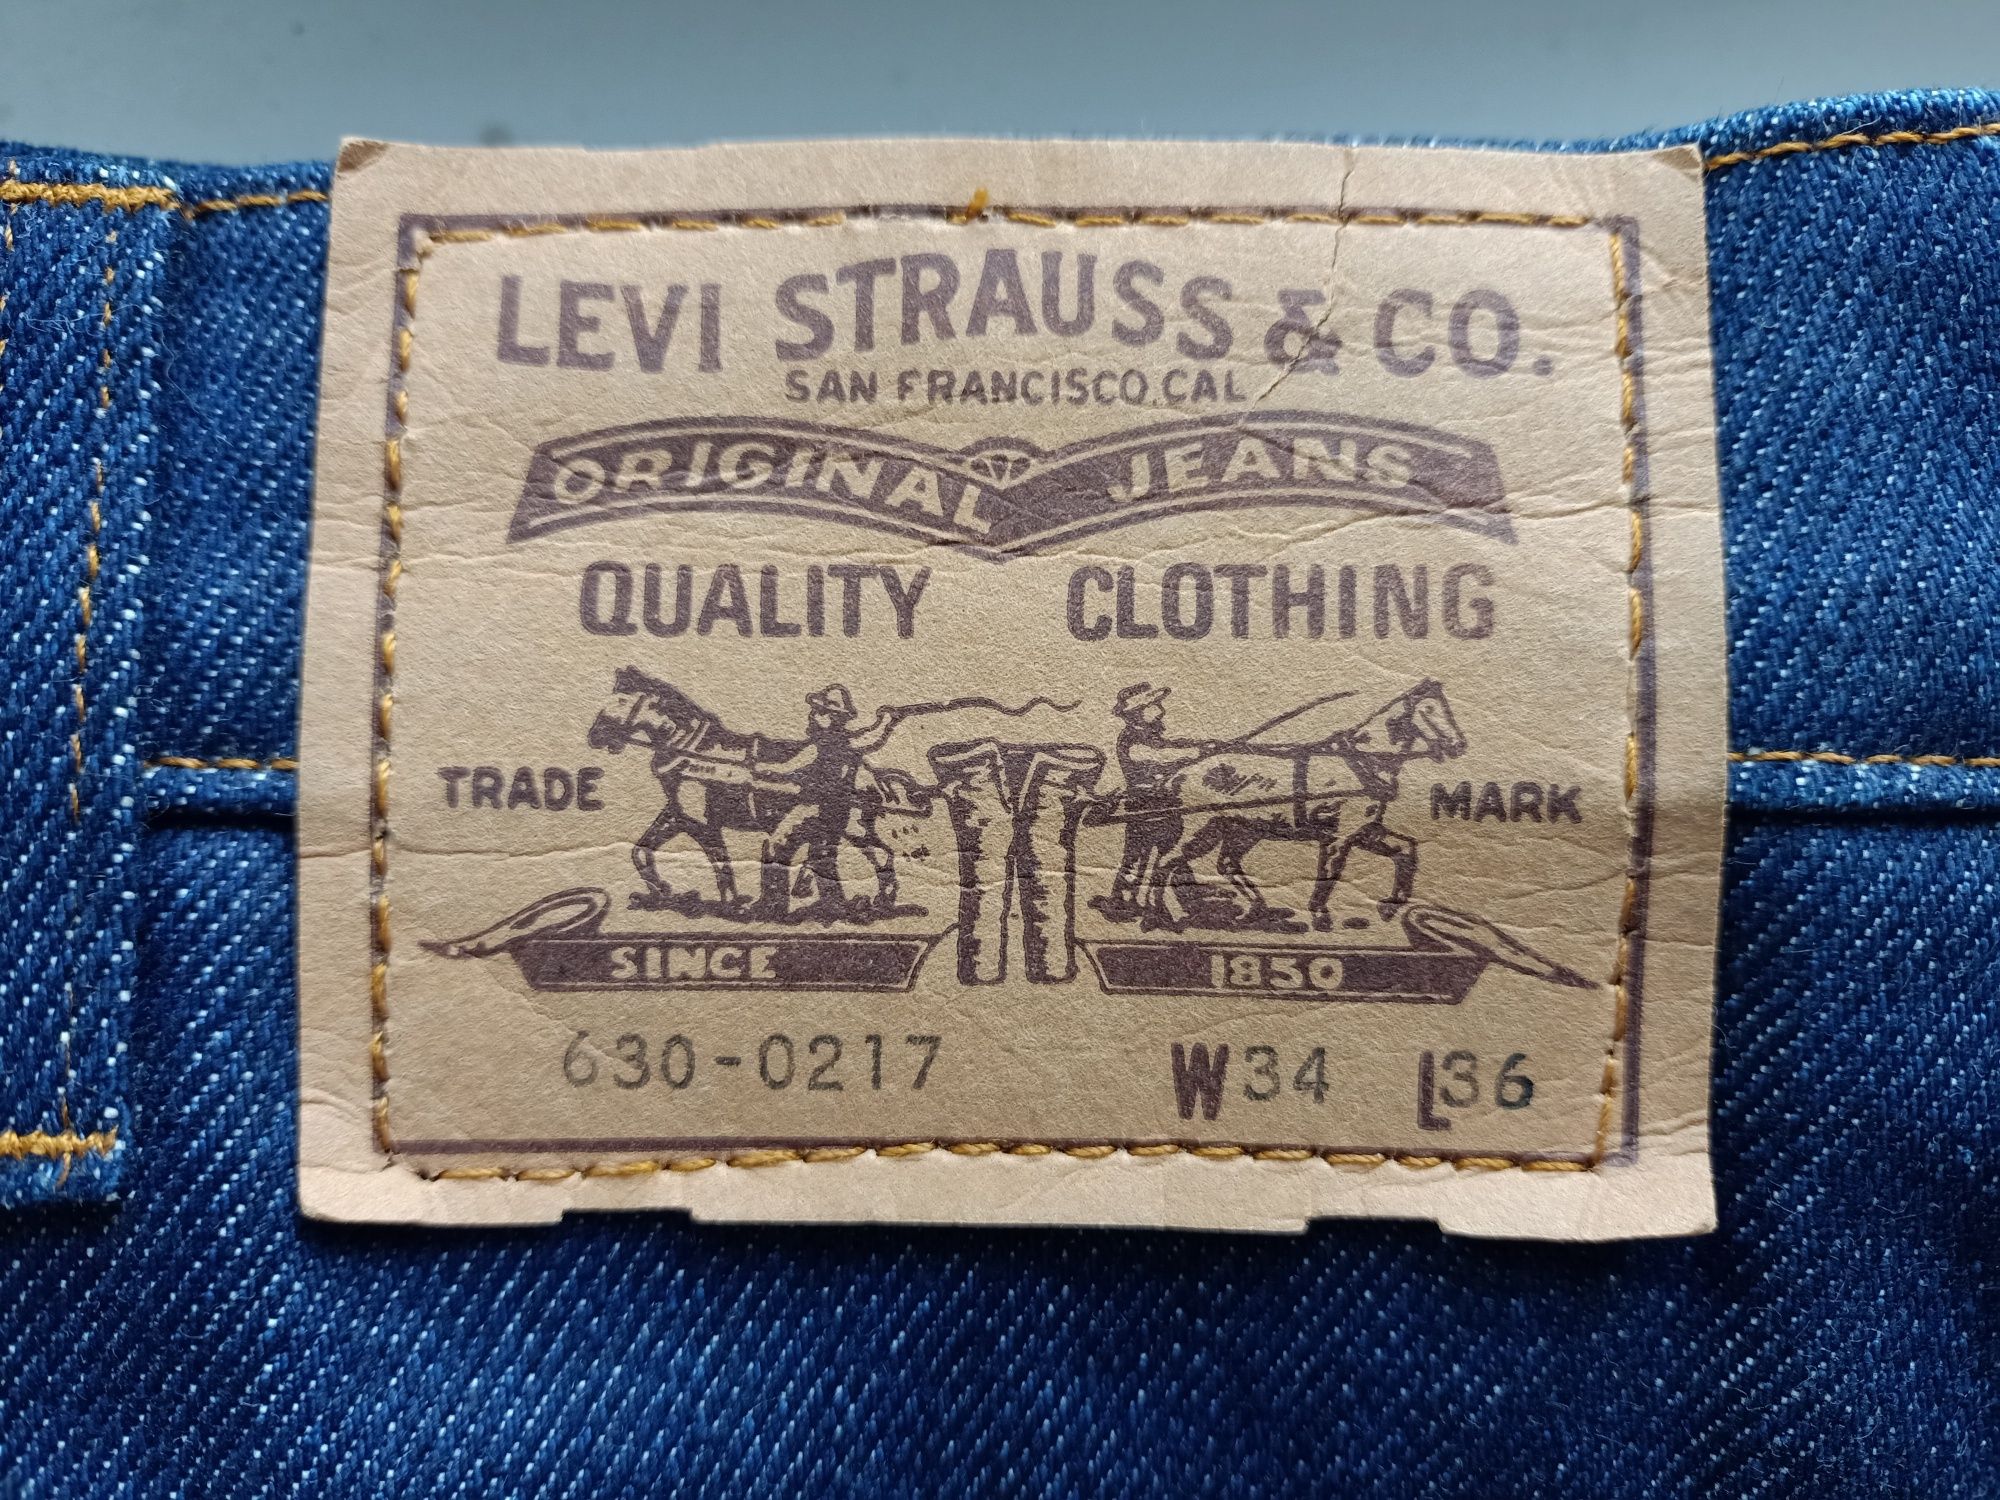 LEVI STRAUSS & CO.
SAN FRANCISCO, CAL
ORIGINAL JEANS
QUALITY CLOTHING
TRADE MARK
SINCE 1850
630-0217 W34 L36